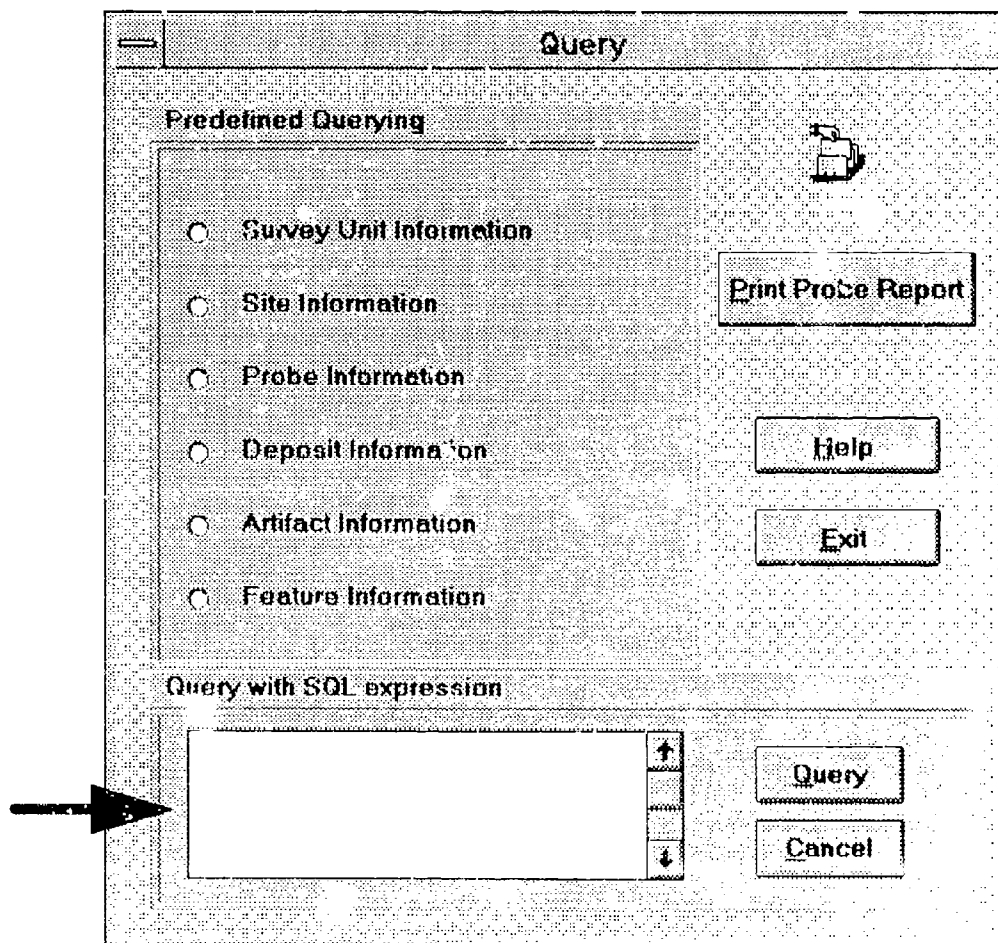 Query
Predefined Querying
Survey Unit Information
Site Information
Probe Information
Deposit Information
Artifact Information
Feature Information
Print Probe Report
Help
Exit
Query with SQL expression
Query
Cancel